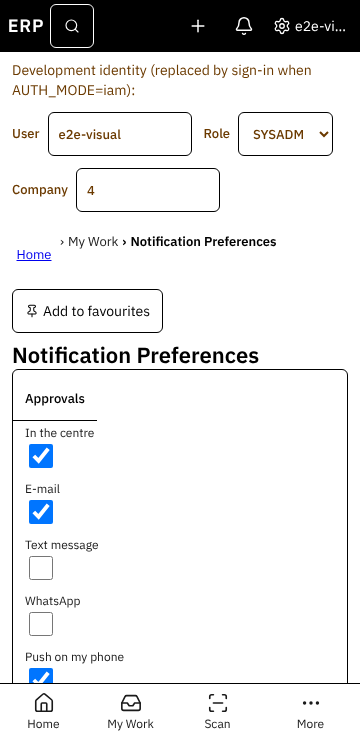 ERP
e2e-vi...
Development identity (replaced by sign-in when
AUTH_MODE=iam):
User e2e-visual Role SYSADM
Company 4
Home › My Work › Notification Preferences
Add to favourites
Notification Preferences
Approvals
In the centre
E-mail
Text message
WhatsApp
Push on my phone
Home My Work Scan More